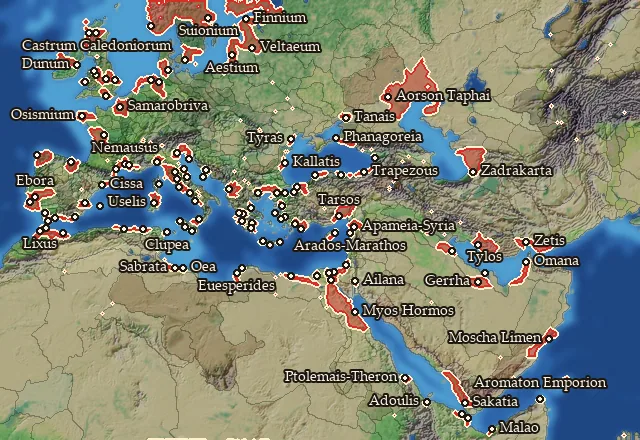 Finnium
Suionium
Castrum Caledoniorum
Veltaeum
Dunum
Aestium
Aorson Taphai
Samarobriva
Osismium
Tanais
Tyras
Phanagoreia
Nemausus
Kallatis
Trapezous
Zadrakarta
Ebora
Cissa
Uselis
Tarsos
Apameia-Syria
Lixus
Clupea
Arados-Marathos
Zetis
Tylos
Omana
Sabrata
Oea
Euesperides
Ailana
Gerrha
Myos Hormos
Moscha Limen
Ptolemais-Theron
Aromaton Emporion
Adoulis
Sakatia
Malao